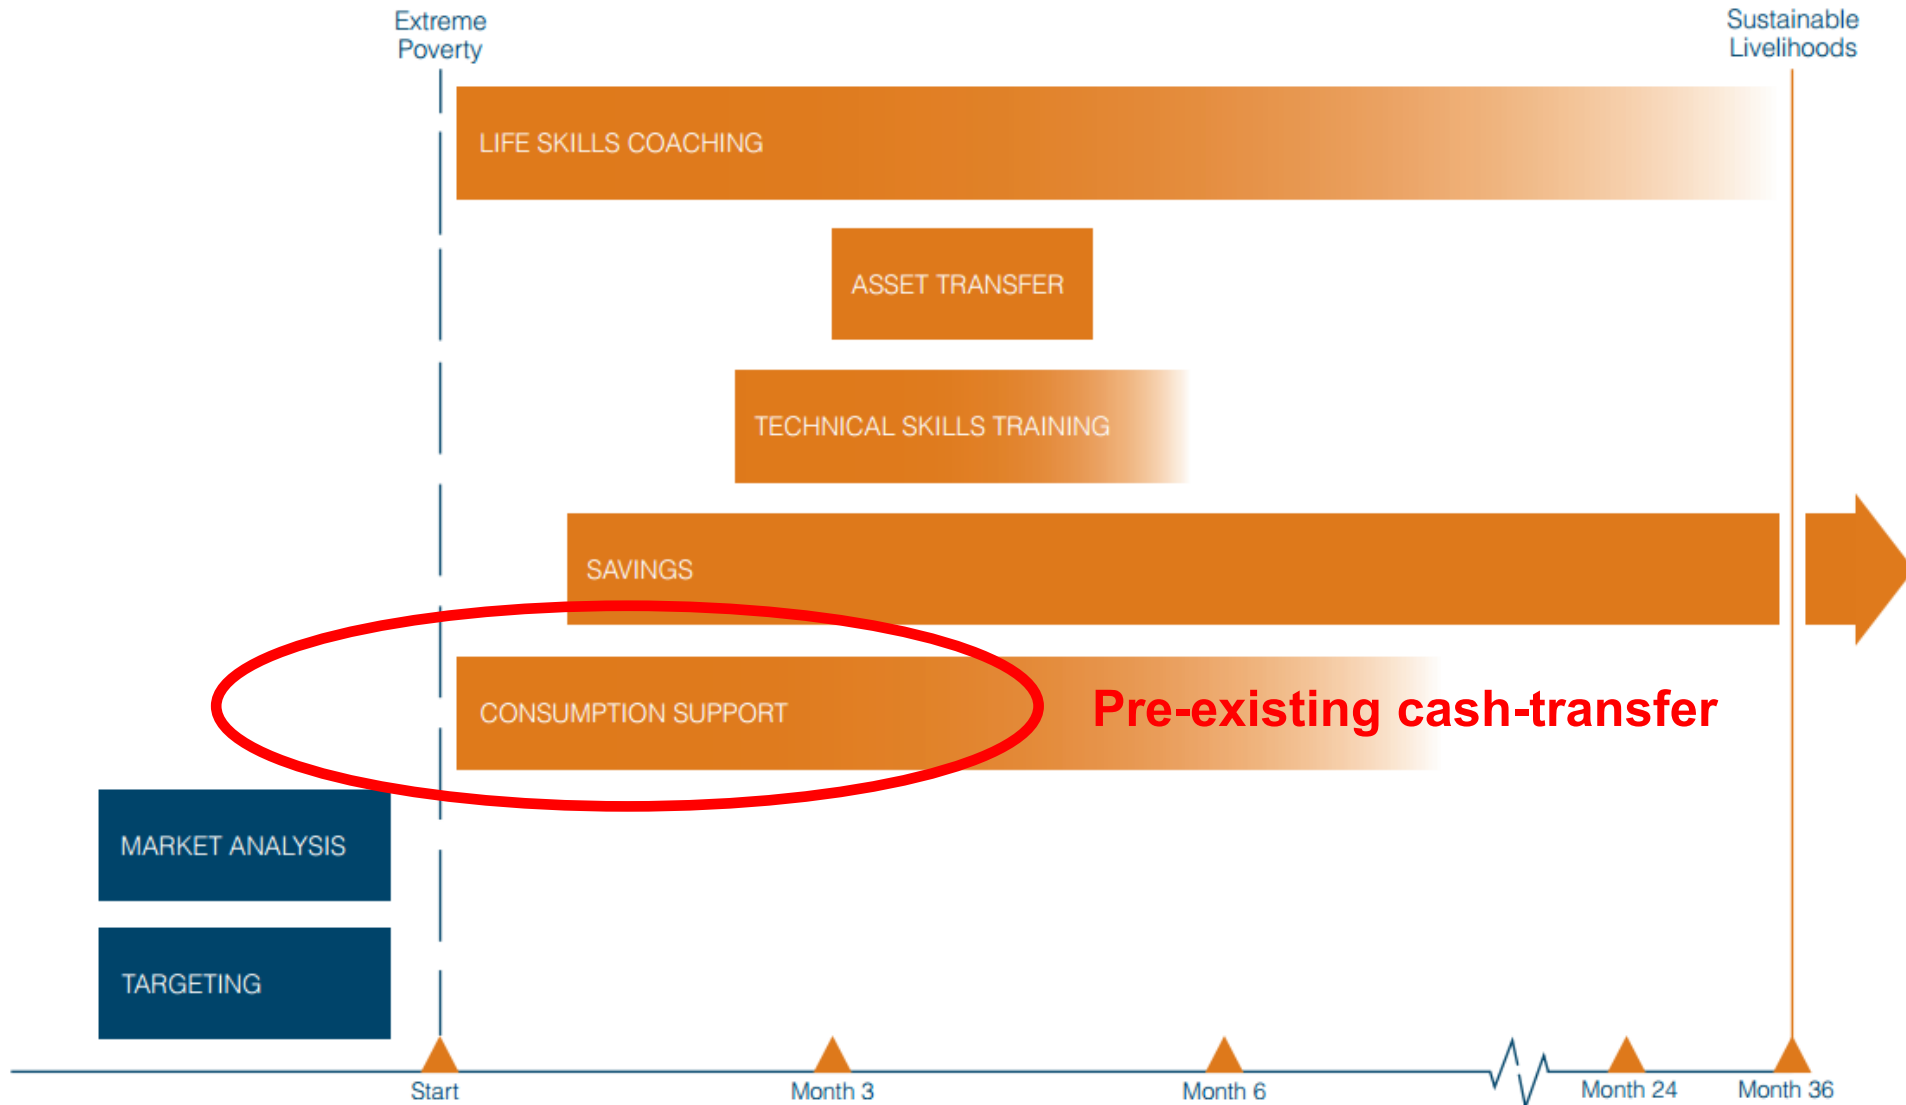 Extreme
Poverty
Sustainable
Livelihoods
LIFE SKILLS COACHING
ASSET TRANSFER
TECHNICAL SKILLS TRAINING
SAVINGS
CONSUMPTION SUPPORT
Pre-existing cash-transfer
MARKET ANALYSIS
TARGETING
Start
Month 3
Month 6
Month 24
Month 36